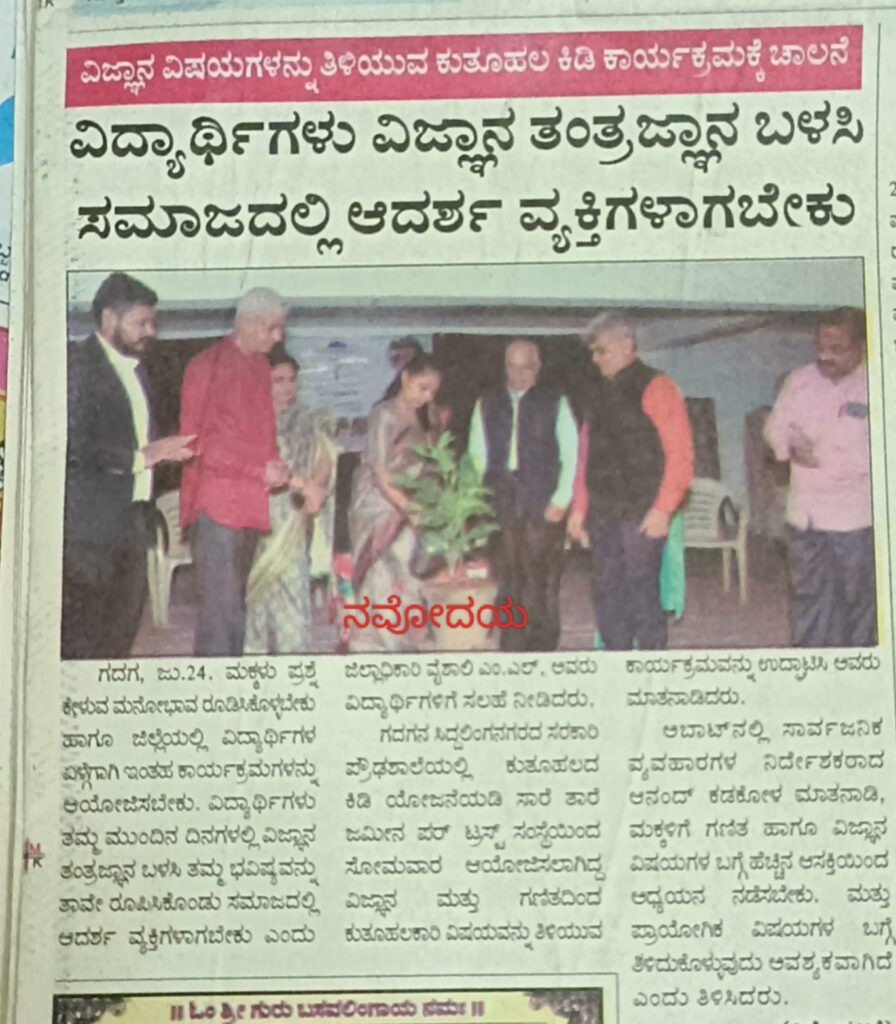 ವಿಜ್ಞಾನ ವಿಷಯಗಳನ್ನು ತಿಳಿಯುವ ಕುತೂಹಲ ಕಿಡಿ ಕಾರ್ಯಕ್ರಮಕ್ಕೆ ಚಾಲನೆ
ವಿದ್ಯಾರ್ಥಿಗಳು ವಿಜ್ಞಾನ ತಂತ್ರಜ್ಞಾನ ಬಳಸಿ
ಸಮಾಜದಲ್ಲಿ ಆದರ್ಶ ವ್ಯಕ್ತಿಗಳಾಗಬೇಕು
ನವೋದಯ
ಗದಗ, ಜು.24. ಮಕ್ಕಳು ಪ್ರಶ್ನೆ
ಕೇಳುವ ಮನೋಭಾವ ರೂಡಿಸಿಕೊಳ್ಳಬೇಕು
ಹಾಗೂ ಜಿಲ್ಲೆಯಲ್ಲಿ ವಿದ್ಯಾರ್ಥಿಗಳ
ಏಳ್ಗೆಗಾಗಿ ಇಂತಹ ಕಾರ್ಯಕ್ರಮಗಳನ್ನು
ಆಯೋಜಿಸಬೇಕು. ವಿದ್ಯಾರ್ಥಿಗಳು
ತಮ್ಮ ಮುಂದಿನ ದಿನಗಳಲ್ಲಿ ವಿಜ್ಞಾನ
ತಂತ್ರಜ್ಞಾನ ಬಳಸಿ ತಮ್ಮ ಭವಿಷ್ಯವನ್ನು
ತಾವೇ ರೂಪಿಸಿಕೊಂಡು ಸಮಾಜದಲ್ಲಿ
ಆದರ್ಶ ವ್ಯಕ್ತಿಗಳಾಗಬೇಕು ಎಂದು
ಜಿಲ್ಲಾಧಿಕಾರಿ ವೈಶಾಲಿ ಎಂ.ಎಲ್, ಅವರು
ವಿದ್ಯಾರ್ಥಿಗಳಿಗೆ ಸಲಹೆ ನೀಡಿದರು.
ಗದಗನ ಸಿದ್ದಲಿಂಗನಗರದ ಸರಕಾರಿ
ಪ್ರೌಢಶಾಲೆಯಲ್ಲಿ ಕುತೂಹಲದ
ಕಿಡಿ ಯೋಜನೆಯಡಿ ಸಾರೆ ತಾರೆ
ಜಮೀನ ಪರ್ ಟ್ರಸ್ಟ್ ಸಂಸ್ಥೆಯಿಂದ
ಸೋಮವಾರ ಆಯೋಜಿಸಲಾಗಿದ್ದ
ವಿಜ್ಞಾನ ಮತ್ತು ಗಣಿತದಿಂದ
ಕುತೂಹಲಕಾರಿ ವಿಷಯವನ್ನು ತಿಳಿಯುವ
ಕಾರ್ಯಕ್ರಮವನ್ನು ಉದ್ಘಾಟಿಸಿ ಅವರು
ಮಾತನಾಡಿದರು.
ಅಬಾಟ್‌ನಲ್ಲಿ ಸಾರ್ವಜನಿಕ
ವ್ಯವಹಾರಗಳ ನಿರ್ದೇಶಕರಾದ
ಆನಂದ್ ಕಡಕೋಳ ಮಾತನಾಡಿ,
ಮಕ್ಕಳಿಗೆ ಗಣಿತ ಹಾಗೂ ವಿಜ್ಞಾನ
ವಿಷಯಗಳ ಬಗ್ಗೆ ಹೆಚ್ಚಿನ ಆಸಕ್ತಿಯಿಂದ
ಅಧ್ಯಯನ ನಡೆಸಬೇಕು. ಮತ್ತು
ಪ್ರಾಯೋಗಿಕ ವಿಷಯಗಳ ಬಗ್ಗೆ
ತಿಳಿದುಕೊಳ್ಳುವುದು ಅವಶ್ಯಕವಾಗಿದೆ
ಎಂದು ತಿಳಿಸಿದರು.
॥ ಓಂ ಶ್ರೀ ಗುರು ಬಸವಲಿಂಗಾಯ ನಮಃ ॥